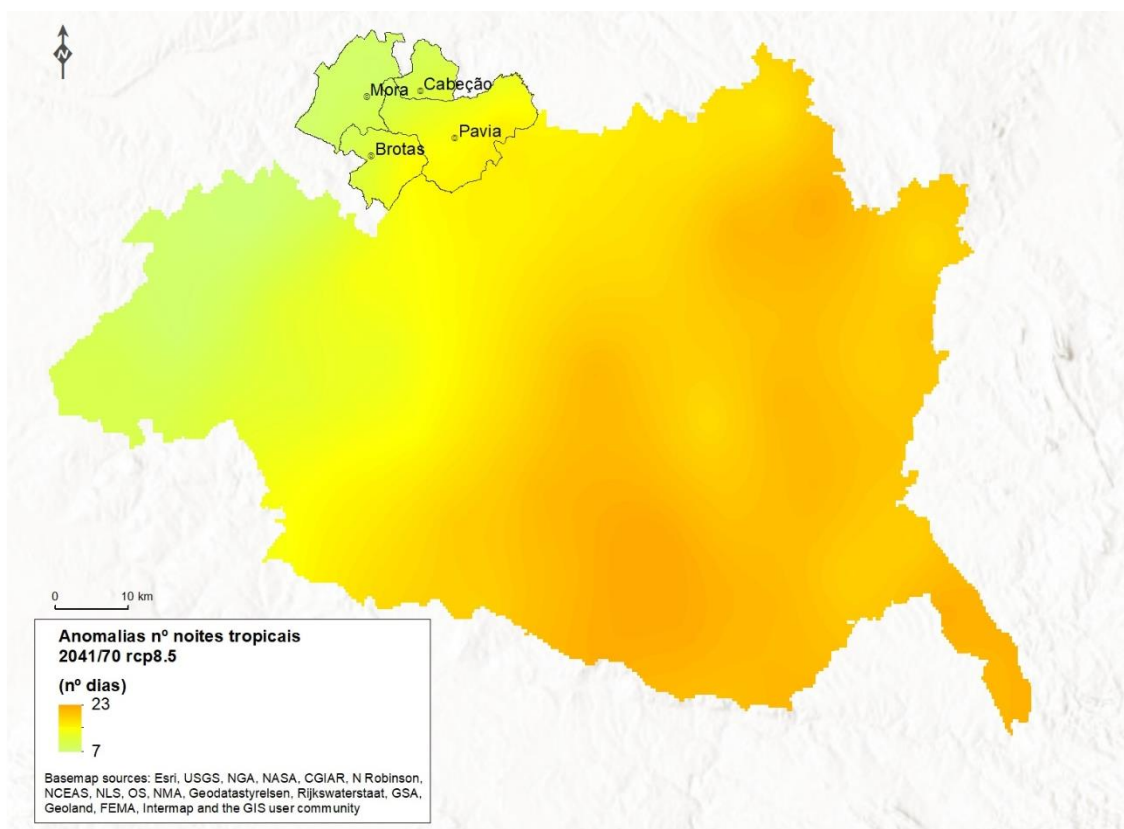 N
Mora
Cabeção
Pavia
Brotas
0 10 km
Anomalias nº noites tropicais
2041/70 rcp8.5
(nº dias)
23
7
Basemap sources: Esri, USGS, NGA, NASA, CGIAR, N Robinson,
NCEAS, NLS, OS, NMA, Geodatastyrelsen, Rijkswaterstaat, GSA,
Geoland, FEMA, Intermap and the GIS user community